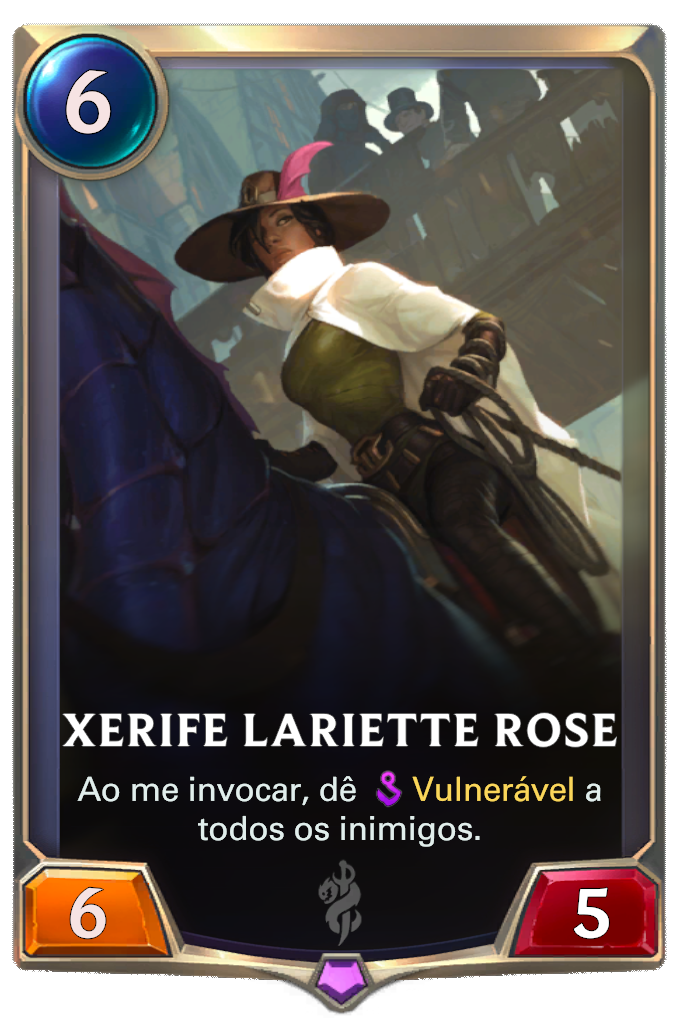 6
XERIFE LARIETTE ROSE
Ao me invocar, dê Vulnerável a
todos os inimigos.
6
5